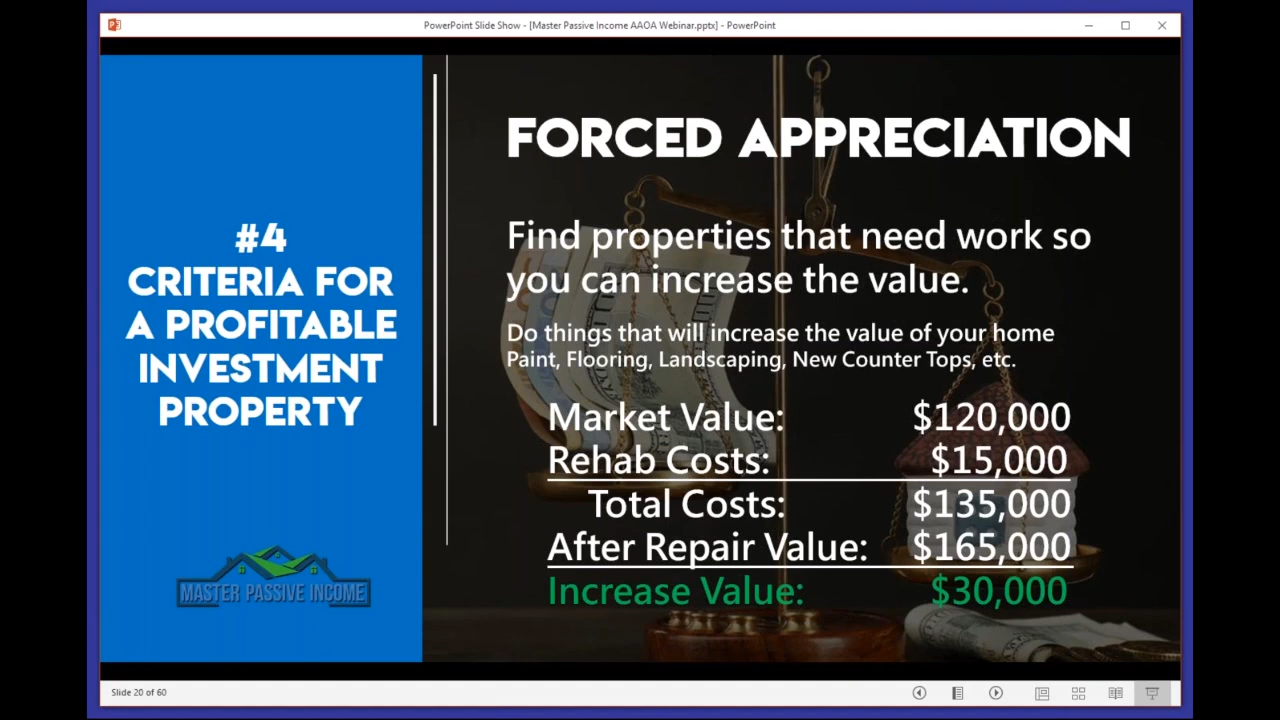 PowerPoint Slide Show - [Master Passive Income AAOA Webinar.pptx] - PowerPoint
#4
CRITERIA FOR
A PROFITABLE
INVESTMENT
PROPERTY
MASTER PASSIVE INCOME
FORCED APPRECIATION
Find properties that need work so
you can increase the value.
Do things that will increase the value of your home
Paint, Flooring, Landscaping, New Counter Tops, etc.
Market Value: $120,000
Rehab Costs: $15,000
Total Costs: $135,000
After Repair Value: $165,000
Increase Value: $30,000
Slide 20 of 60